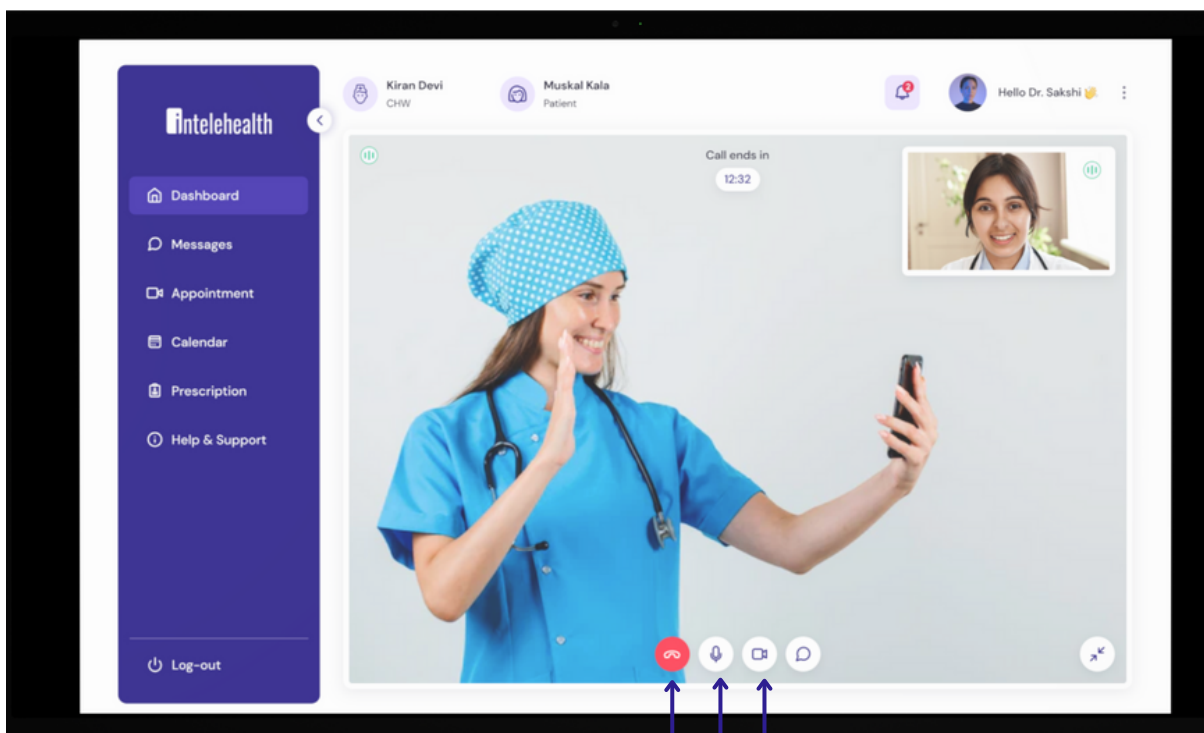 intelehealth
Dashboard
Messages
Appointment
Calendar
Prescription
Help & Support
Log-out
Kiran Devi
CHW
Muskal Kala
Patient
2
Hello Dr. Sakshi 👋
Call ends in
12:32